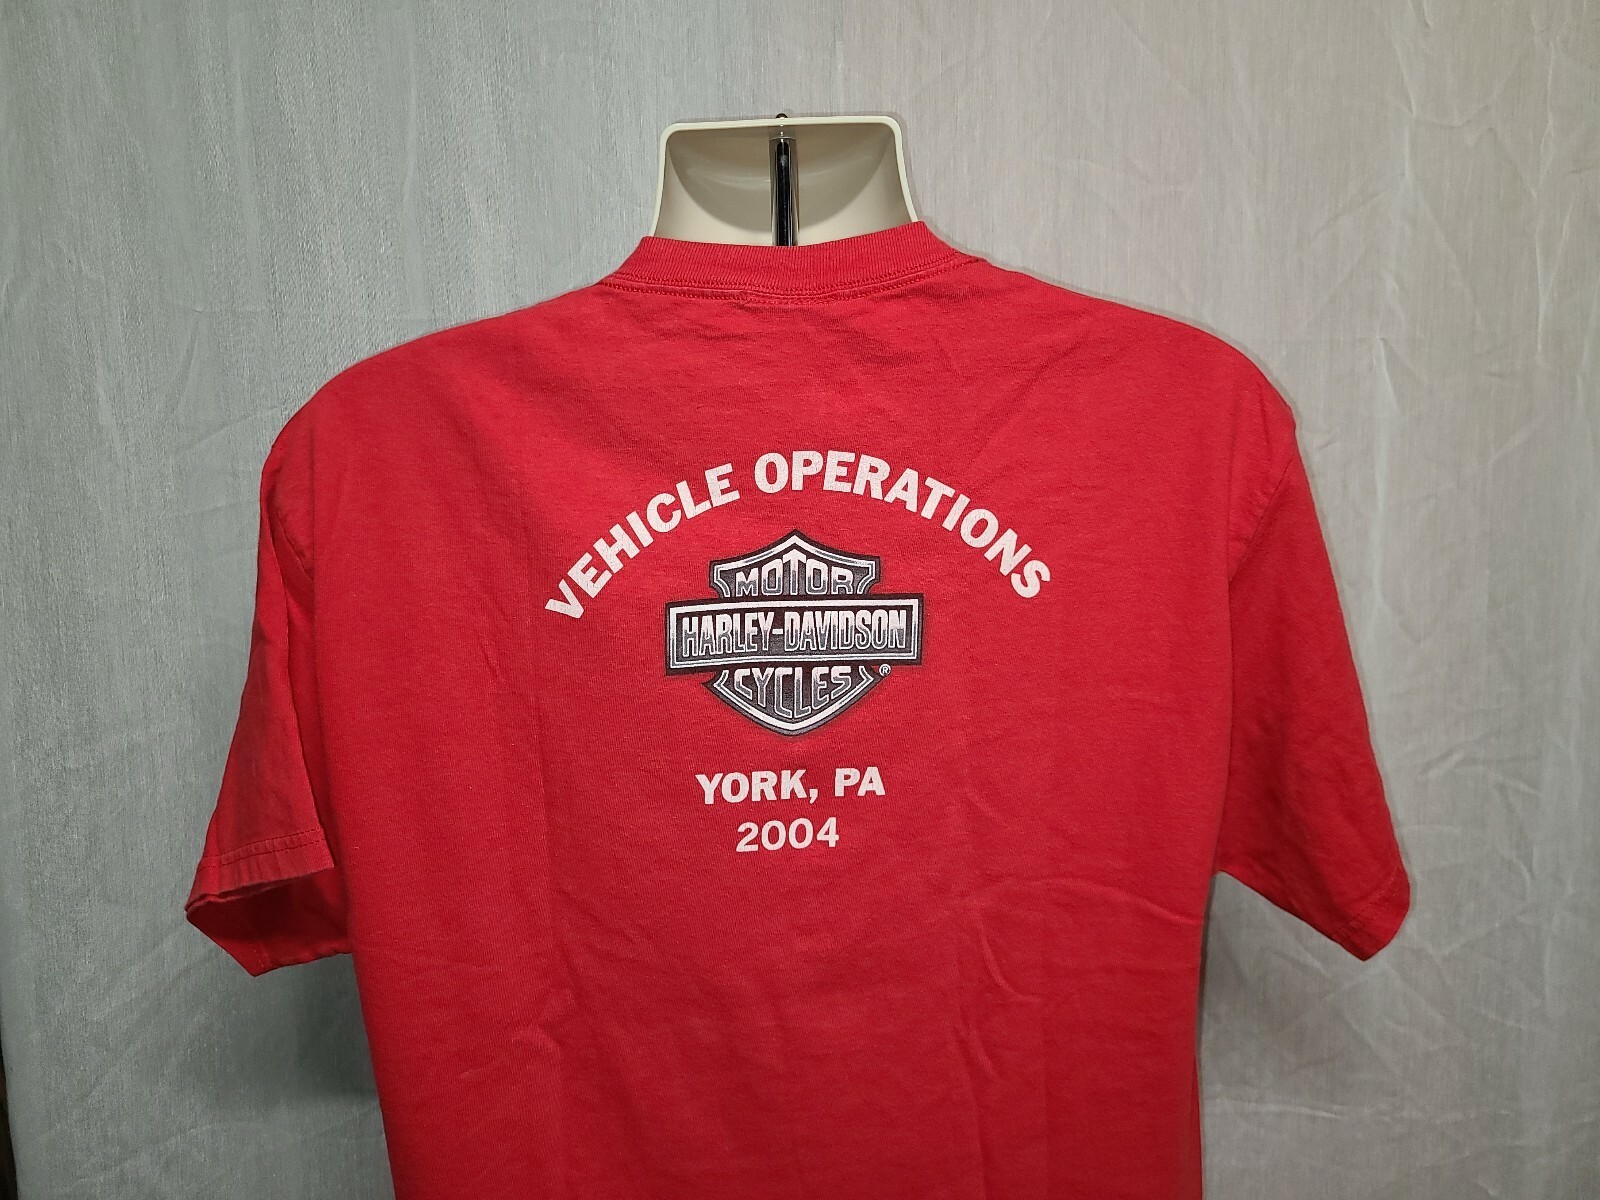 VEHICLE OPERATIONS
MOTOR
HARLEY-DAVIDSON
CYCLES ®
YORK, PA
2004